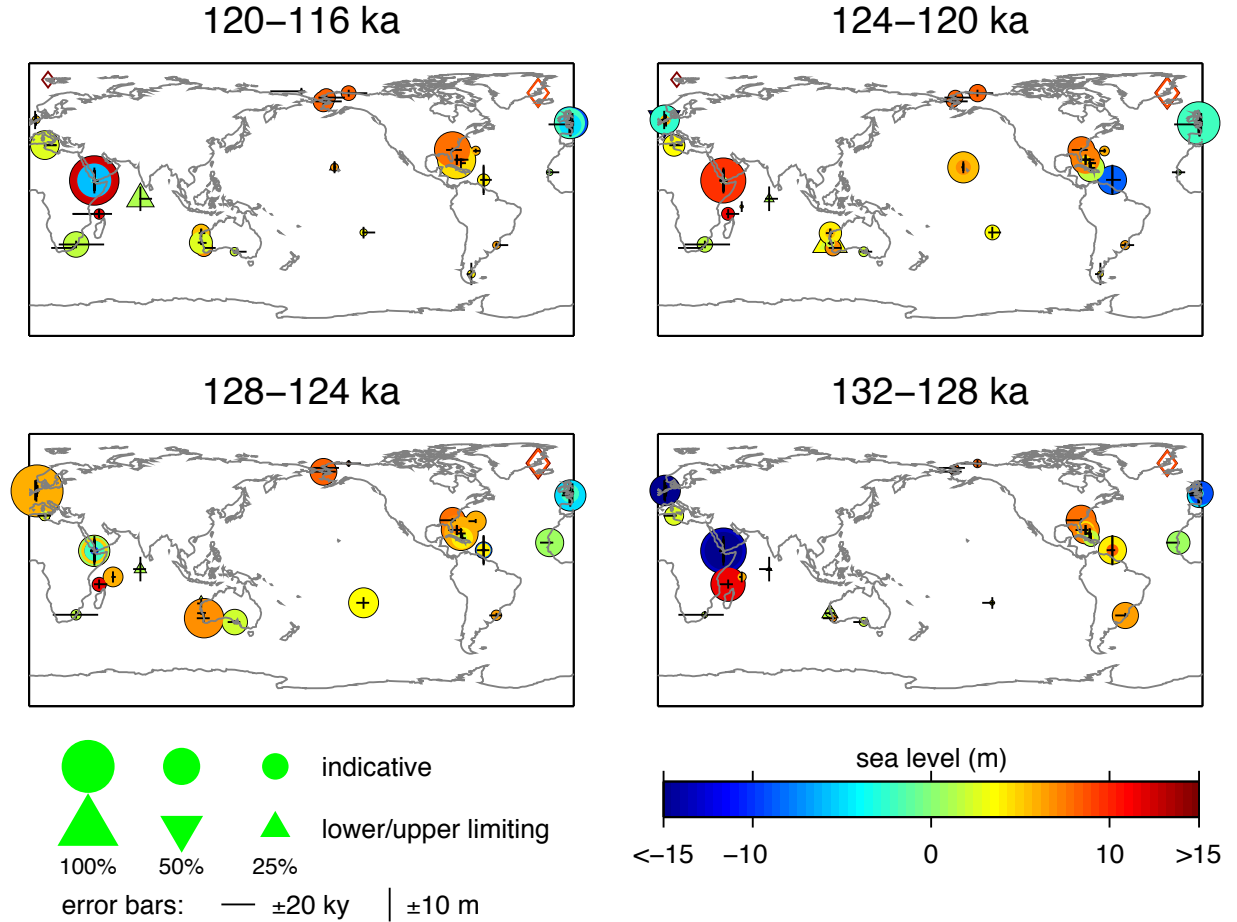 120−116 ka
124−120 ka
128−124 ka
132−128 ka
indicative
lower/upper limiting
100% 50% 25%
error bars: ±20 ky ±10 m
sea level (m)
<−15 −10 0 10 >15